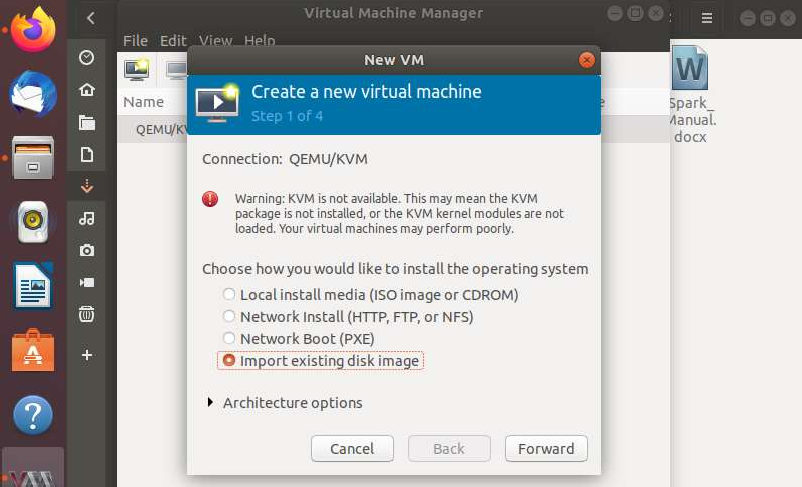 Virtual Machine Manager
File Edit View Help
New VM
Create a new virtual machine
Step 1 of 4
Name
QEMU/KV
Connection: QEMU/KVM
Warning: KVM is not available. This may mean the KVM
package is not installed, or the KVM kernel modules are not
loaded. Your virtual machines may perform poorly.
Choose how you would like to install the operating system
Local install media (ISO image or CDROM)
Network Install (HTTP, FTP, or NFS)
Network Boot (PXE)
Import existing disk image
Architecture options
Cancel Back Forward
W
Spark_
Manual.
docx